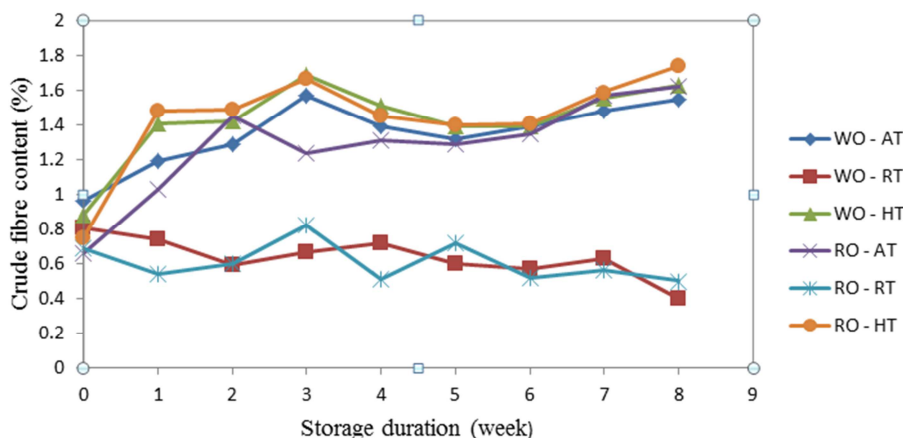 Crude fibre content (%)
2
1.8
1.6
1.4
1.2
1
0.8
0.6
0.4
0.2
0
0 1 2 3 4 5 6 7 8 9
Storage duration (week)
WO - AT
WO - RT
WO - HT
RO - AT
RO - RT
RO - HT